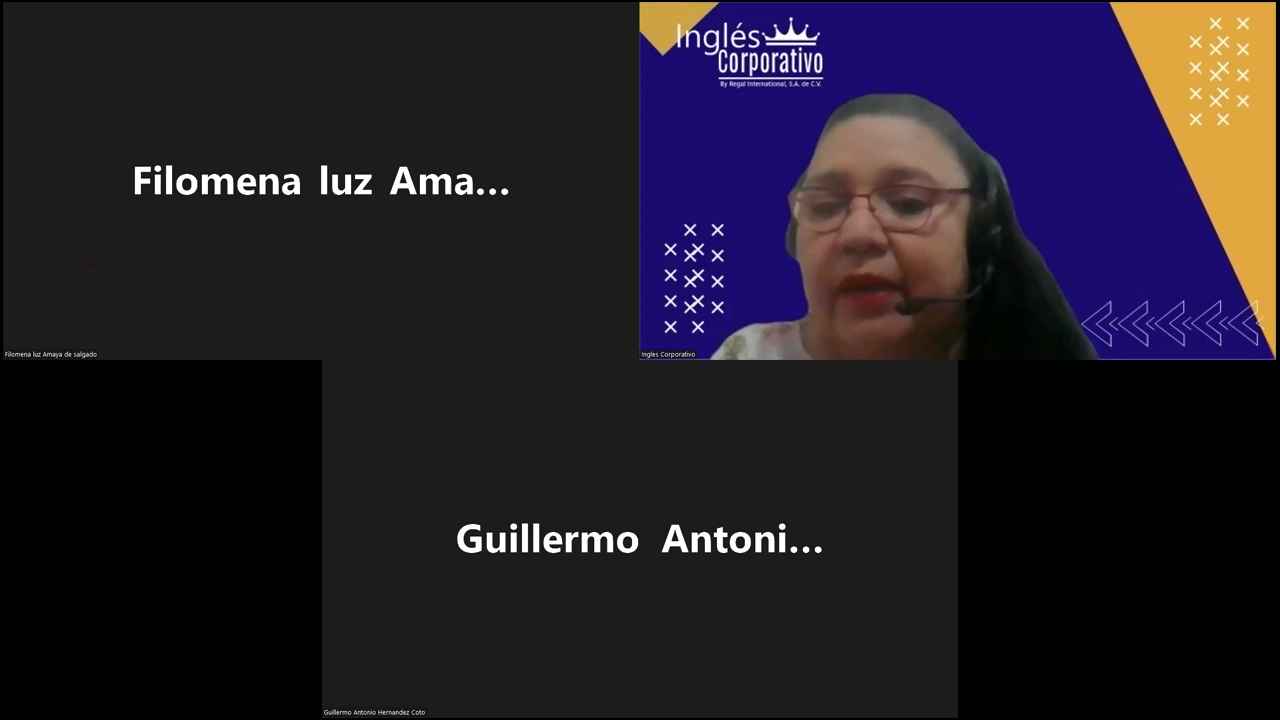 Filomena luz Ama...
Filomena luz Amaya de salgado
Inglés
Corporativo
By Regal International, S.A. de C.V.
Ingles Corporativo
Guillermo Antoni...
Guillermo Antonio Hernandez Coto